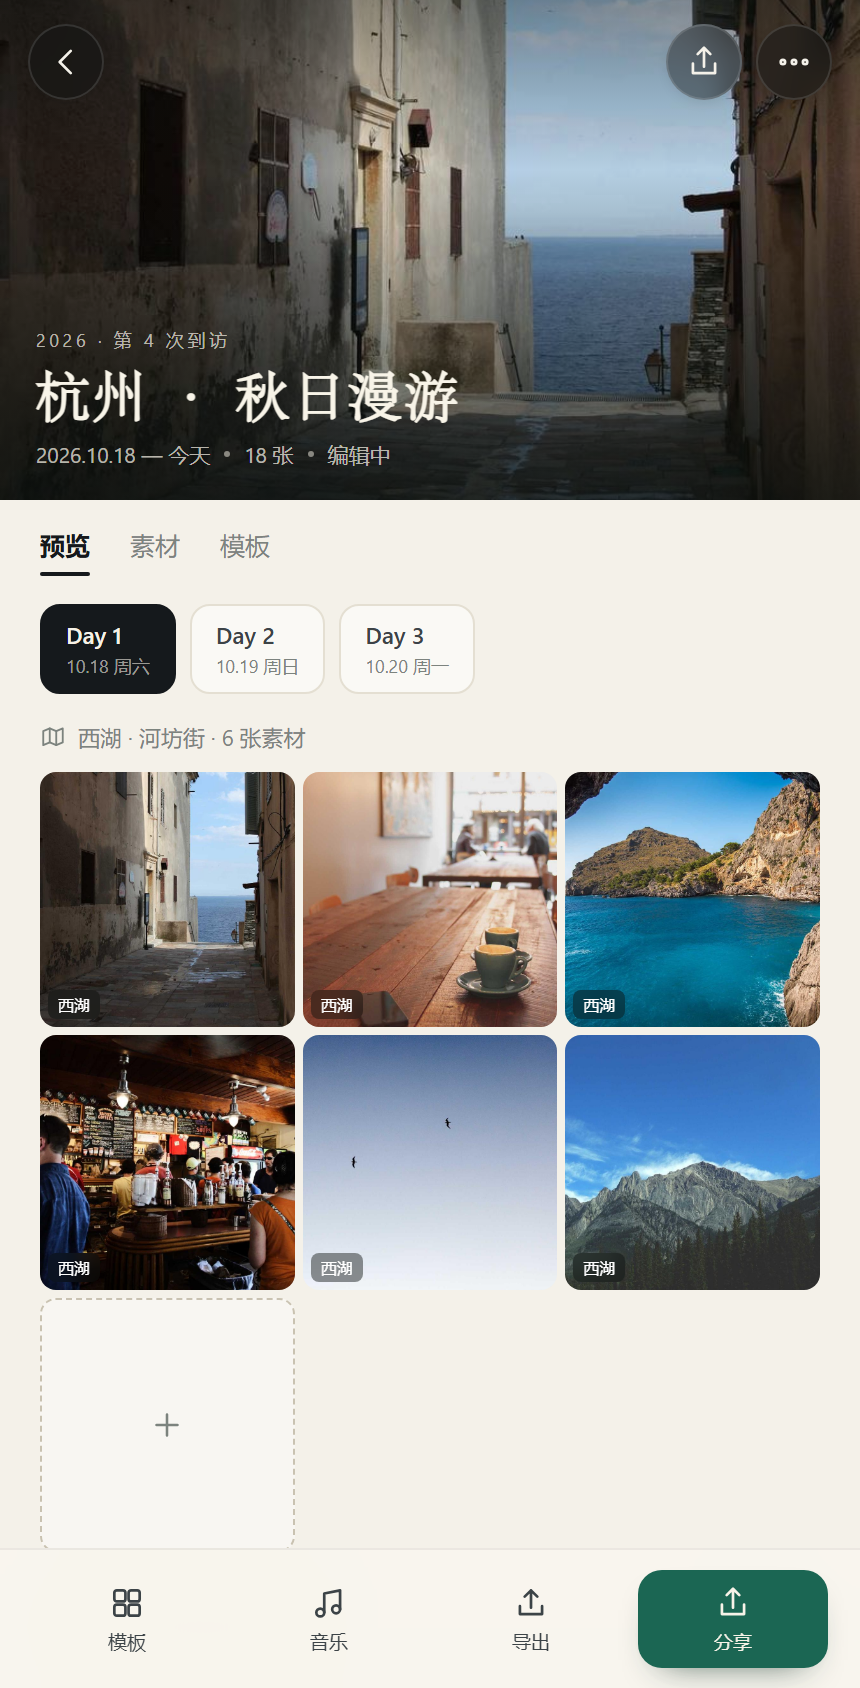 2026 · 第 4 次到访
杭州 · 秋日漫游
2026.10.18 — 今天 • 18 张 • 编辑中
预览 素材 模板
Day 1 Day 2 Day 3
10.18 周六 10.19 周日 10.20 周一
西湖 · 河坊街 · 6 张素材
西湖 西湖 西湖
西湖 西湖 西湖
模板 音乐 导出 分享